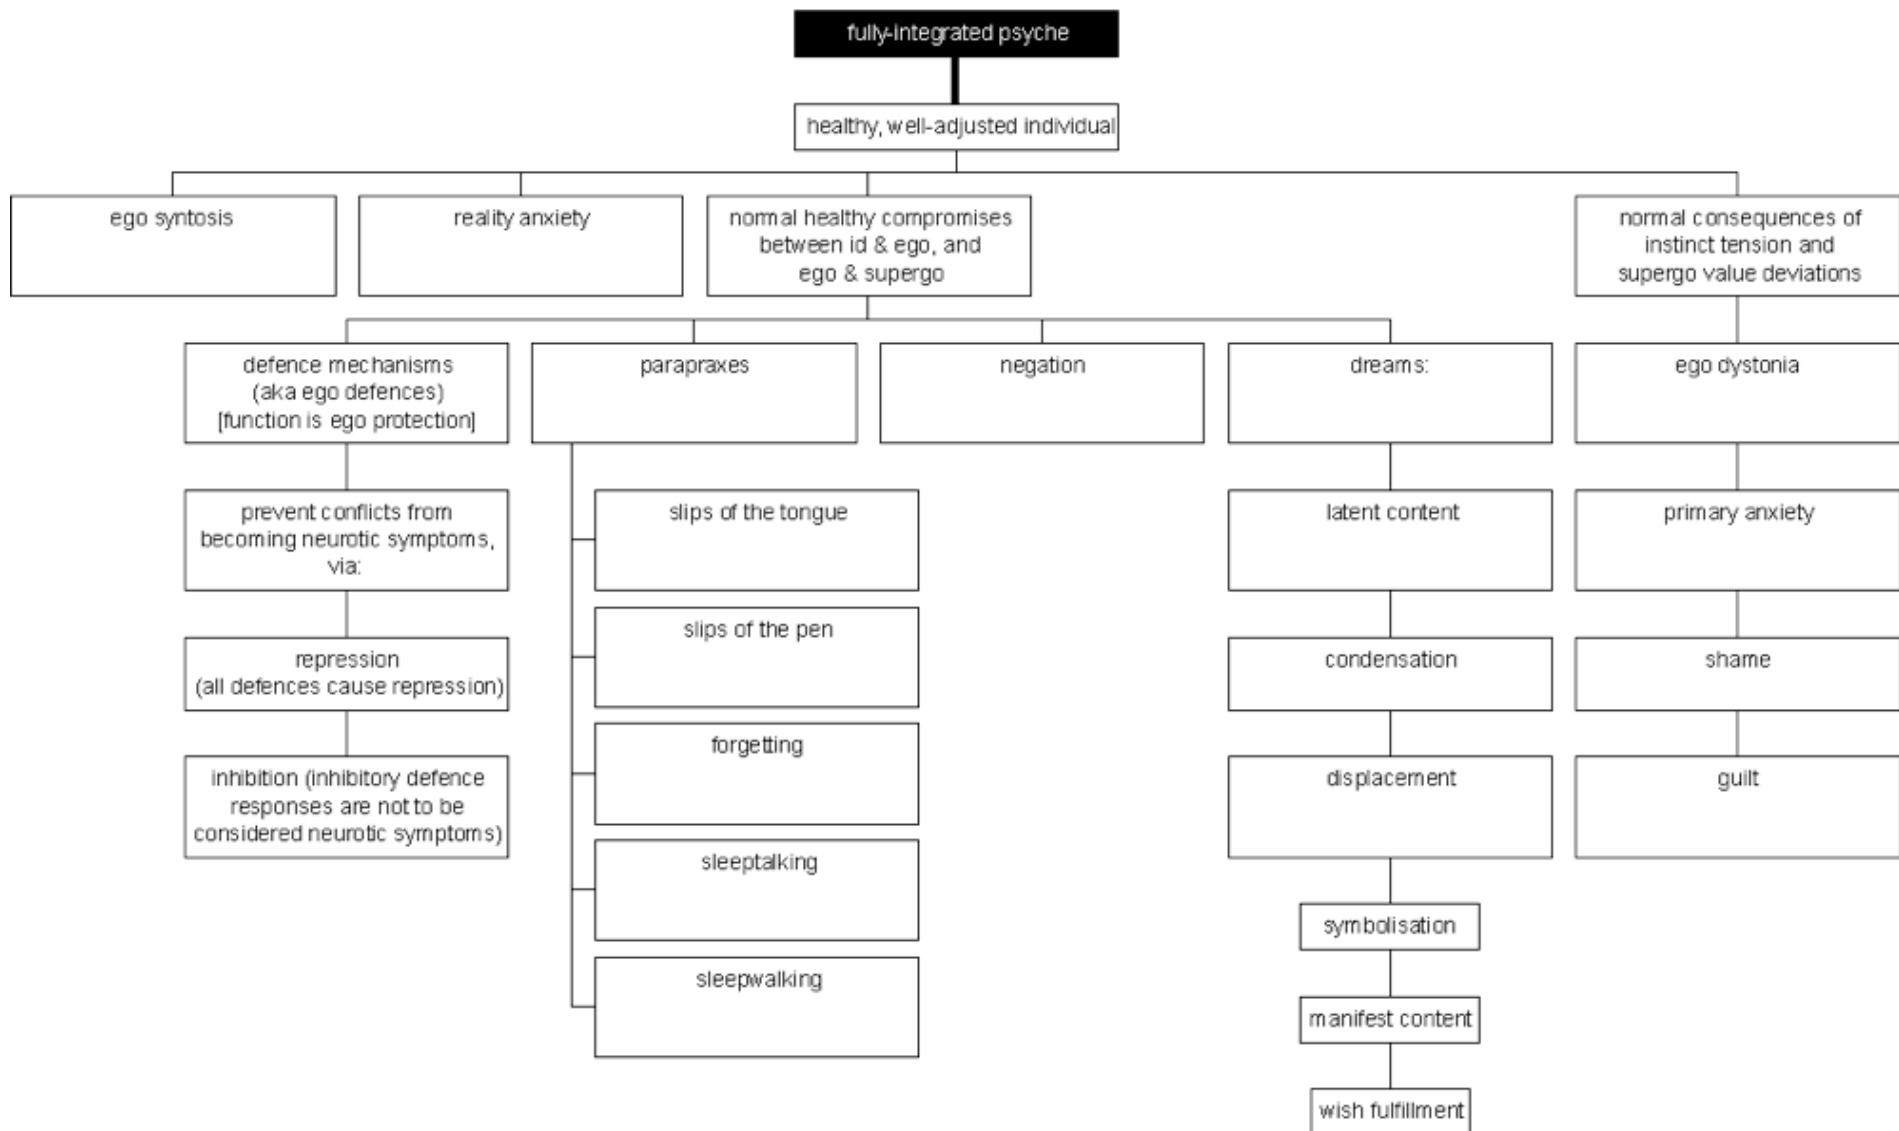 fully-integrated psyche
healthy, well-adjusted individual
ego syntosis
reality anxiety
normal healthy compromises
between id & ego, and
ego & supergo
normal consequences of
instinct tension and
supergo value deviations
defence mechanisms
(aka ego defences)
[function is ego protection]
parapraxes
negation
dreams:
ego dystonia
prevent conflicts from
becoming neurotic symptoms,
via:
slips of the tongue
latent content
primary anxiety
slips of the pen
repression
(all defences cause repression)
condensation
shame
forgetting
inhibition (inhibitory defence
responses are not to be
considered neurotic symptoms)
displacement
guilt
sleeptalking
symbolisation
sleepwalking
manifest content
wish fulfillment